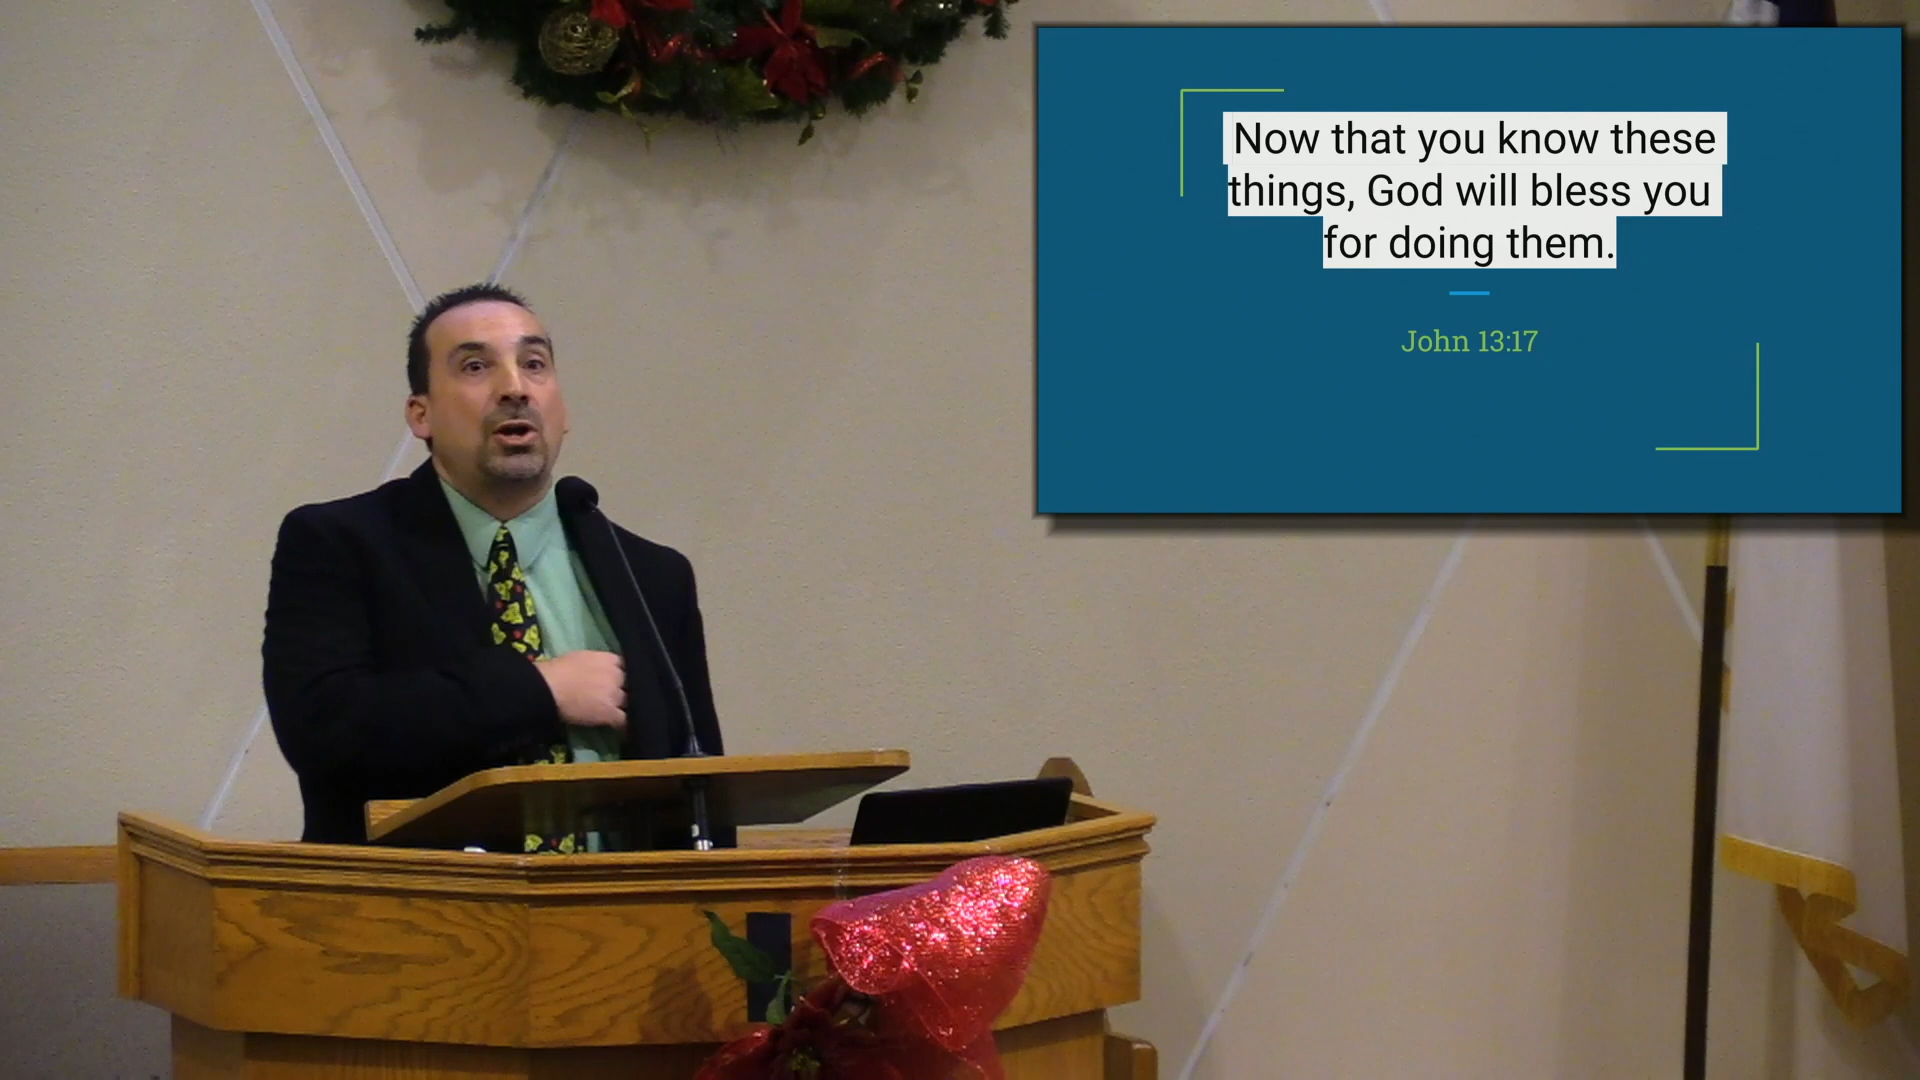 Now that you know these
things, God will bless you
for doing them.
John 13:17